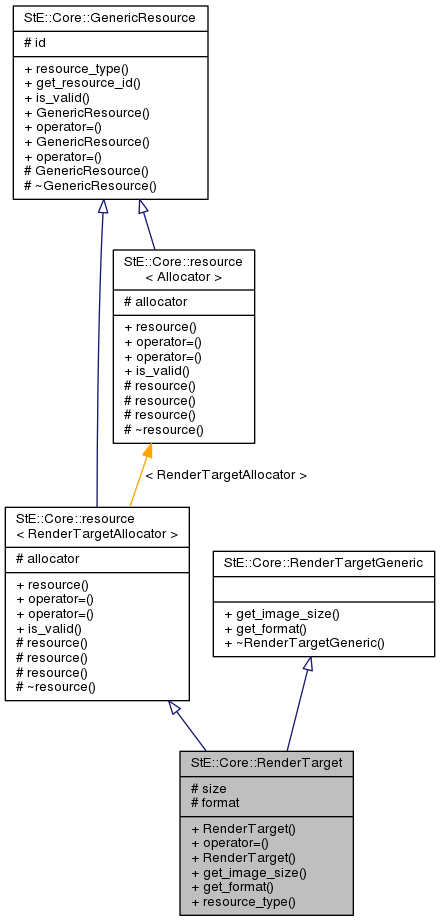 StE::Core::GenericResource
# id
+ resource_type()
+ get_resource_id()
+ is_valid()
+ GenericResource()
+ operator=()
+ GenericResource()
+ operator=()
# GenericResource()
# ~GenericResource()
StE::Core::resource
< Allocator >
# allocator
+ resource()
+ operator=()
+ operator=()
+ is_valid()
# resource()
# resource()
# resource()
# ~resource()
< RenderTargetAllocator >
StE::Core::resource
< RenderTargetAllocator >
# allocator
+ resource()
+ operator=()
+ operator=()
+ is_valid()
# resource()
# resource()
# resource()
# ~resource()
StE::Core::RenderTargetGeneric
+ get_image_size()
+ get_format()
+ ~RenderTargetGeneric()
StE::Core::RenderTarget
# size
# format
+ RenderTarget()
+ operator=()
+ RenderTarget()
+ get_image_size()
+ get_format()
+ resource_type()